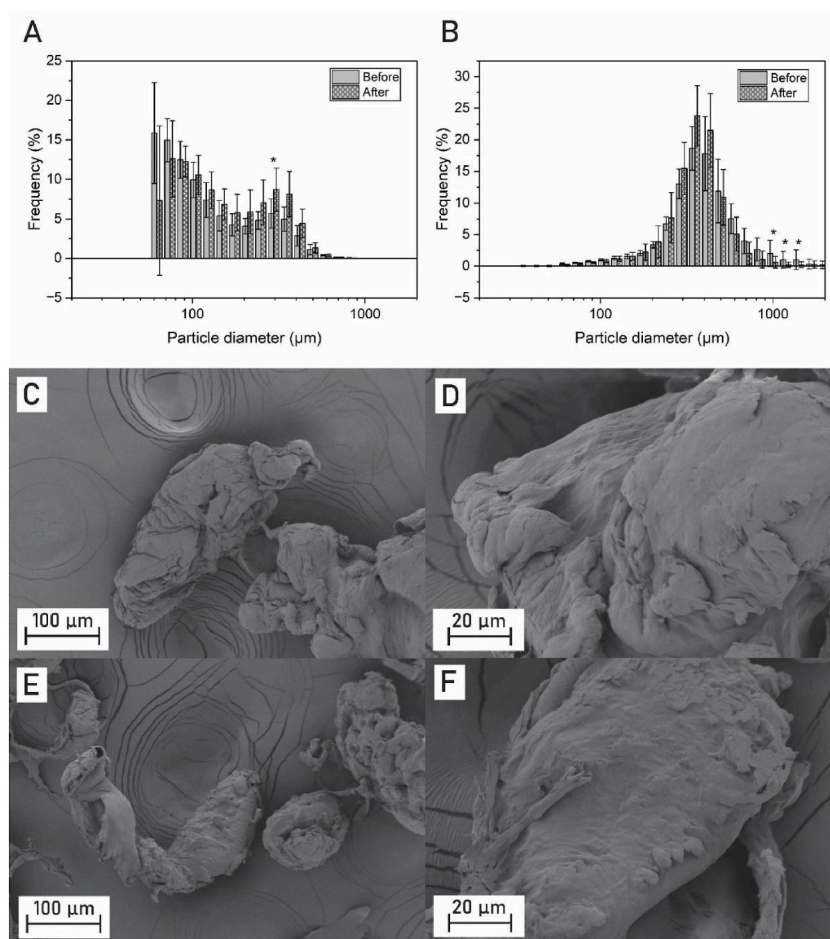 A
B
Before
After
Before
After
25
20
15
10
5
0
−5
Frequency (%)
*
100
1000
Particle diameter (µm)
30
25
20
15
10
5
0
−5
Frequency (%)
* * *
100
1000
Particle diameter (µm)
C
D
100 µm
20 µm
E
F
100 µm
20 µm